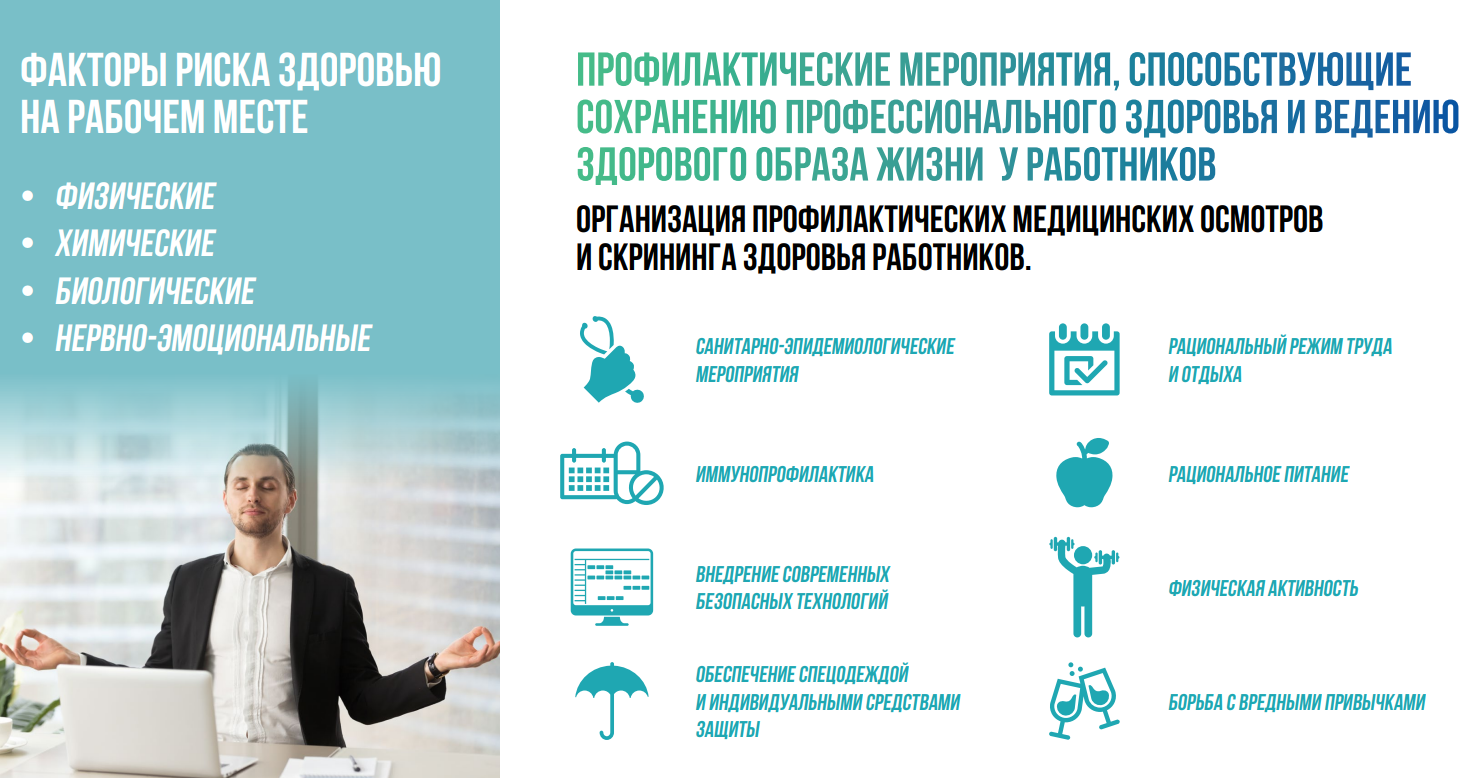 ФАКТОРЫ РИСКА ЗДОРОВЬЮ
НА РАБОЧЕМ МЕСТЕ
• ФИЗИЧЕСКИЕ
• ХИМИЧЕСКИЕ
• БИОЛОГИЧЕСКИЕ
• НЕРВНО-ЭМОЦИОНАЛЬНЫЕ
ПРОФИЛАКТИЧЕСКИЕ МЕРОПРИЯТИЯ, СПОСОБСТВУЮЩИЕ
СОХРАНЕНИЮ ПРОФЕССИОНАЛЬНОГО ЗДОРОВЬЯ И ВЕДЕНИЮ
ЗДОРОВОГО ОБРАЗА ЖИЗНИ У РАБОТНИКОВ
ОРГАНИЗАЦИЯ ПРОФИЛАКТИЧЕСКИХ МЕДИЦИНСКИХ ОСМОТРОВ
И СКРИНИНГА ЗДОРОВЬЯ РАБОТНИКОВ.
САНИТАРНО-ЭПИДЕМИОЛОГИЧЕСКИЕ
МЕРОПРИЯТИЯ
ИММУНОПРОФИЛАКТИКА
ВНЕДРЕНИЕ СОВРЕМЕННЫХ
БЕЗОПАСНЫХ ТЕХНОЛОГИЙ
ОБЕСПЕЧЕНИЕ СПЕЦОДЕЖДОЙ
И ИНДИВИДУАЛЬНЫМИ СРЕДСТВАМИ
ЗАЩИТЫ
РАЦИОНАЛЬНЫЙ РЕЖИМ ТРУДА
И ОТДЫХА
РАЦИОНАЛЬНОЕ ПИТАНИЕ
ФИЗИЧЕСКАЯ АКТИВНОСТЬ
БОРЬБА С ВРЕДНЫМИ ПРИВЫЧКАМИ